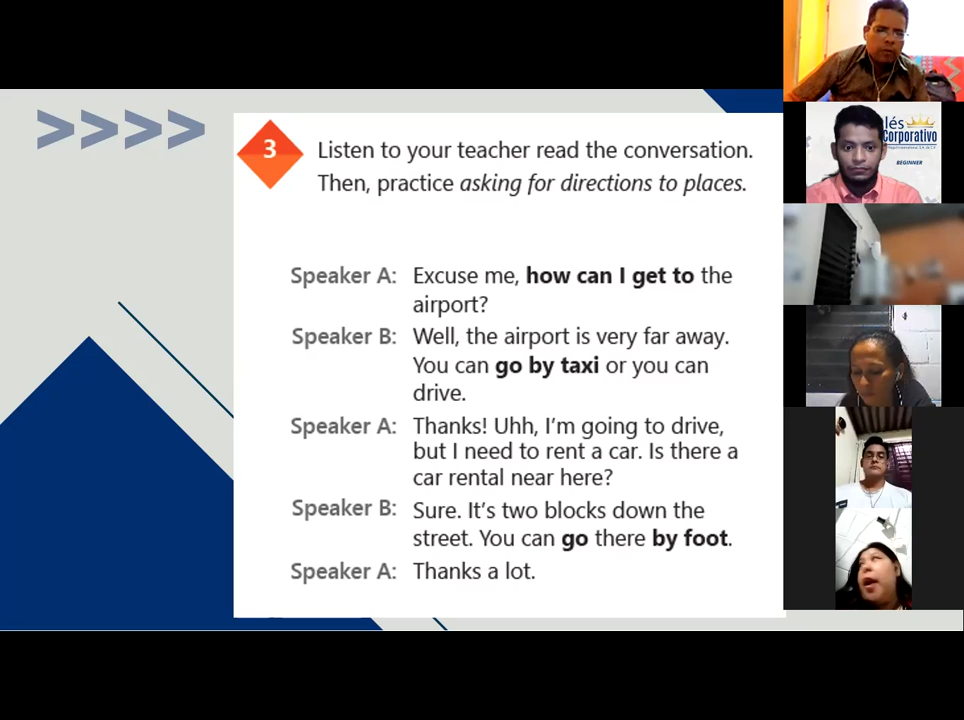 >>>>
3
Listen to your teacher read the conversation.
Then, practice asking for directions to places.
Speaker A: Excuse me, how can I get to the
airport?
Speaker B: Well, the airport is very far away.
You can go by taxi or you can
drive.
Speaker A: Thanks! Uhh, I'm going to drive,
but I need to rent a car. Is there a
car rental near here?
Speaker B: Sure. It's two blocks down the
street. You can go there by foot.
Speaker A: Thanks a lot.
lés
Corporativo
BEGINNER